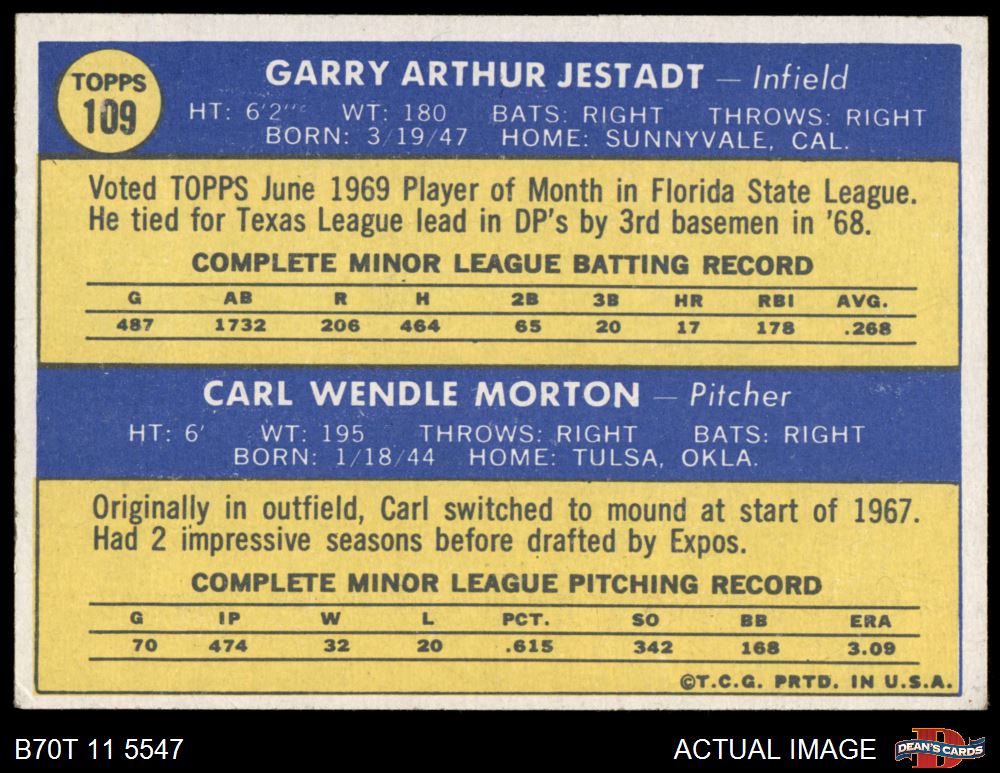 TOPPS
109
GARRY ARTHUR JESTADT — Infield
HT: 6'2" WT: 180 BATS: RIGHT THROWS: RIGHT
BORN: 3/19/47 HOME: SUNNYVALE, CAL.
Voted TOPPS June 1969 Player of Month in Florida State League.
He tied for Texas League lead in DP's by 3rd basemen in '68.
COMPLETE MINOR LEAGUE BATTING RECORD
G AB R H 2B 3B HR RBI AVG.
487 1732 206 464 65 20 17 178 .268
CARL WENDLE MORTON — Pitcher
HT: 6' WT: 195 THROWS: RIGHT BATS: RIGHT
BORN: 1/18/44 HOME: TULSA, OKLA.
Originally in outfield, Carl switched to mound at start of 1967.
Had 2 impressive seasons before drafted by Expos.
COMPLETE MINOR LEAGUE PITCHING RECORD
G IP W L PCT. SO BB ERA
70 474 32 20 .615 342 168 3.09
©T.C.G. PRTD. IN U.S.A.
B70T 11 5547
ACTUAL IMAGE
DEAN'S CARDS